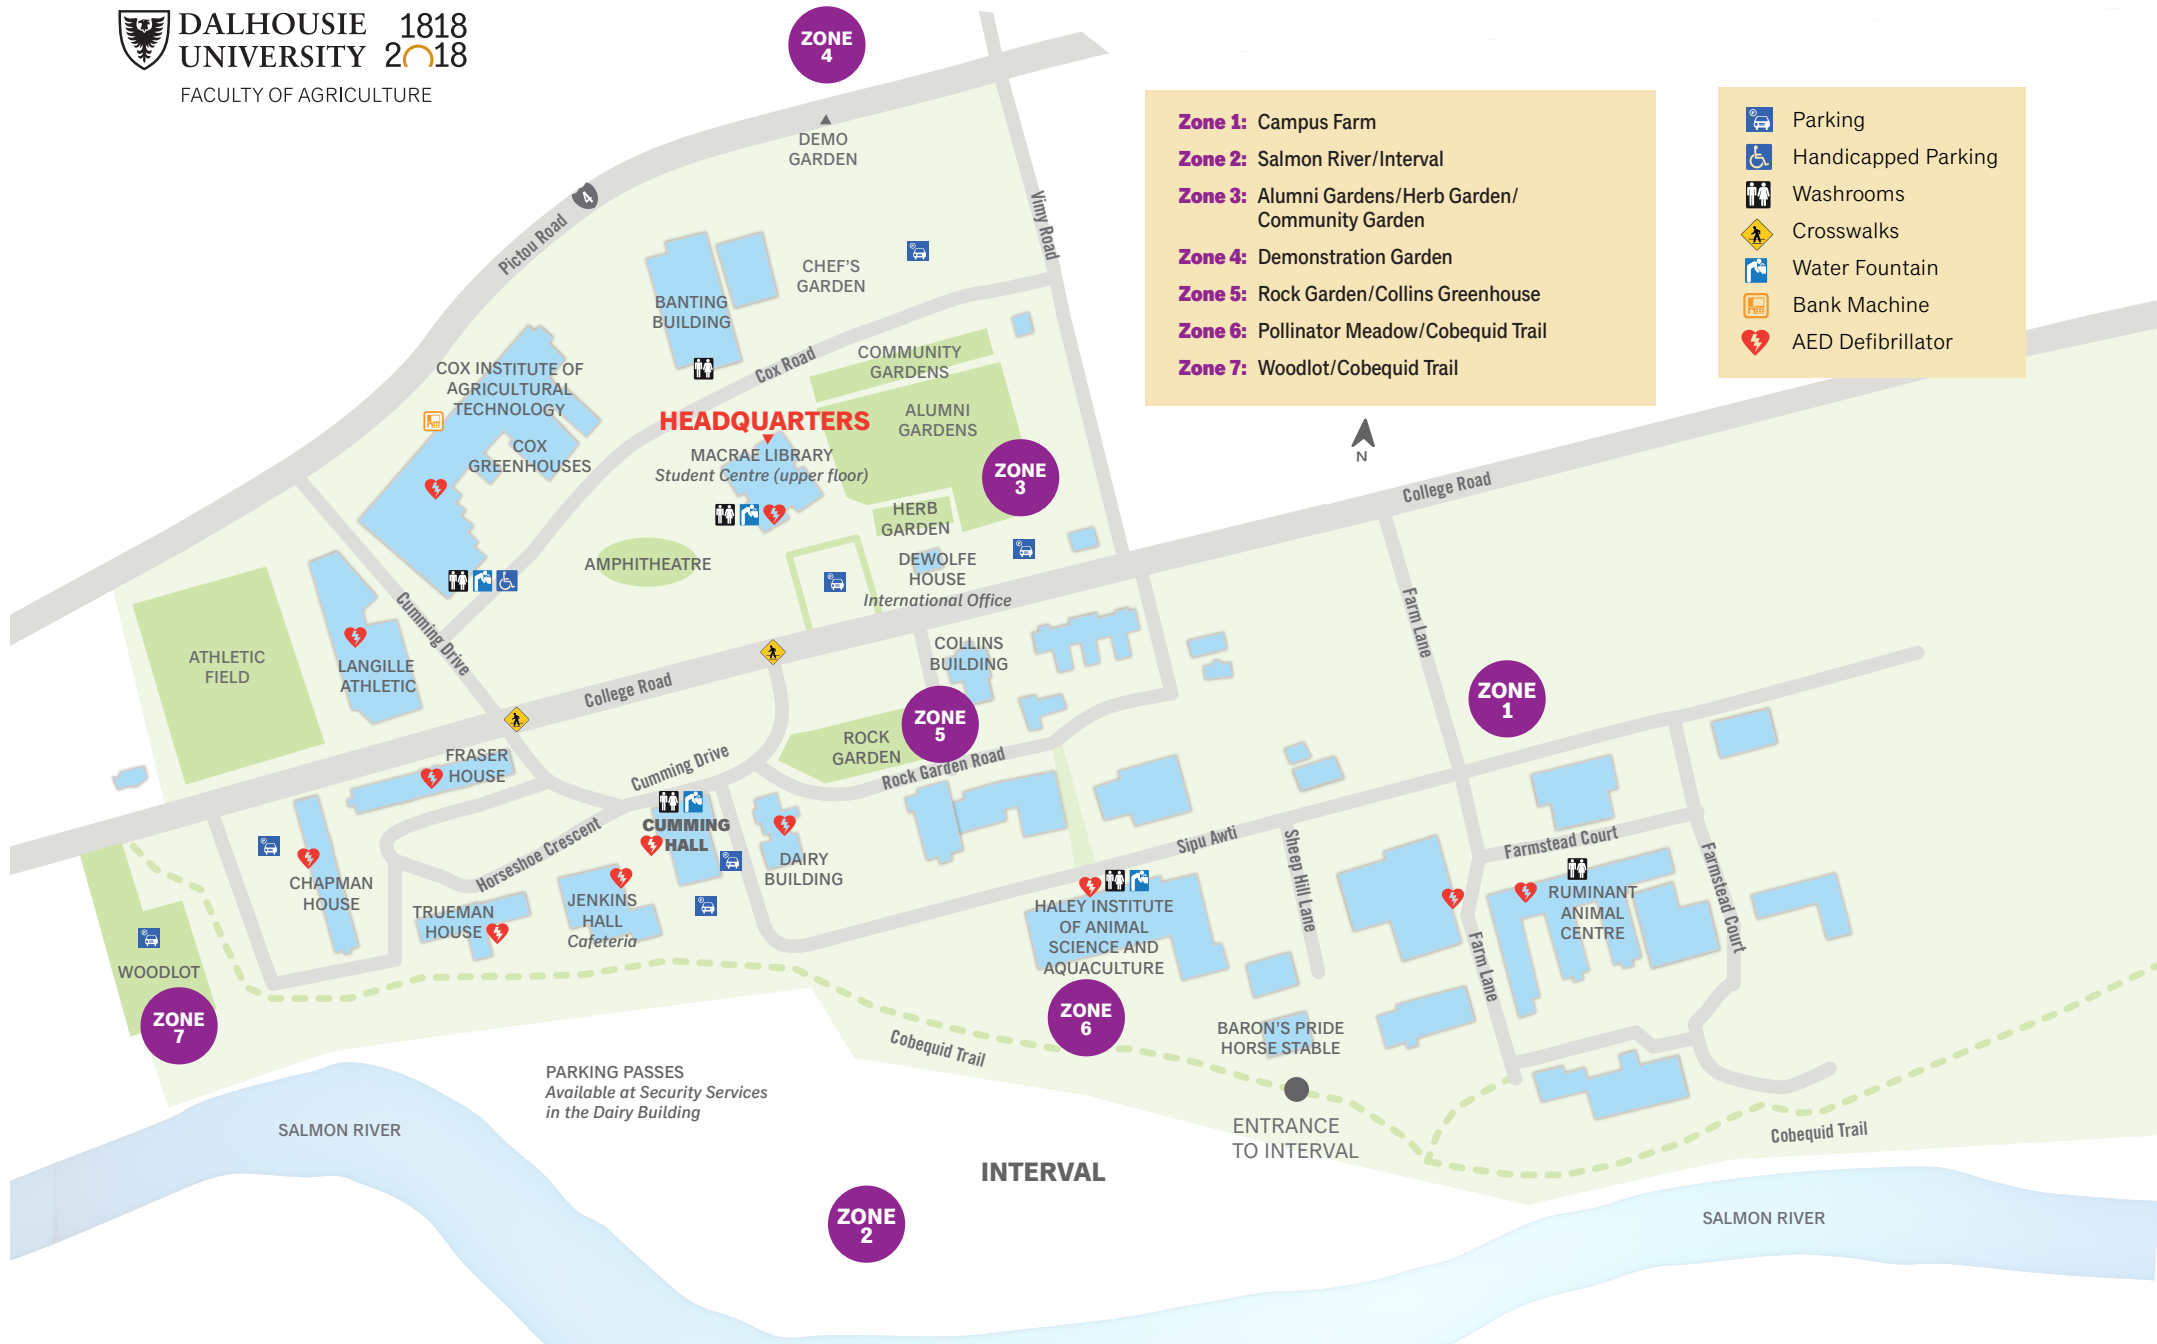 DALHOUSIE
UNIVERSITY
1818
2018
FACULTY OF AGRICULTURE
ZONE
4
DEMO
GARDEN
Zone 1: Campus Farm
Zone 2: Salmon River/Interval
Zone 3: Alumni Gardens/Herb Garden/
Community Garden
Zone 4: Demonstration Garden
Zone 5: Rock Garden/Collins Greenhouse
Zone 6: Pollinator Meadow/Cobequid Trail
Zone 7: Woodlot/Cobequid Trail
Parking
Handicapped Parking
Washrooms
Crosswalks
Water Fountain
Bank Machine
AED Defibrillator
N
4
Pictou Road
Vimy Road
CHEF'S
GARDEN
BANTING
BUILDING
Cox Road
COMMUNITY
GARDENS
COX INSTITUTE OF
AGRICULTURAL
TECHNOLOGY
COX
GREENHOUSES
HEADQUARTERS
MACRAE LIBRARY
Student Centre (upper floor)
ALUMNI
GARDENS
ZONE
3
HERB
GARDEN
AMPHITHEATRE
DEWOLFE
HOUSE
International Office
College Road
Farm Lane
Cumming Drive
ATHLETIC
FIELD
LANGILLE
ATHLETIC
College Road
COLLINS
BUILDING
ZONE
5
ZONE
1
ROCK
GARDEN
Rock Garden Road
FRASER
HOUSE
Cumming Drive
CUMMING
HALL
Horseshoe Crescent
DAIRY
BUILDING
Sipu Awti
Sheep Hill Lane
Farmstead Court
Farmstead Court
CHAPMAN
HOUSE
TRUEMAN
HOUSE
JENKINS
HALL
Cafeteria
HALEY INSTITUTE
OF ANIMAL
SCIENCE AND
AQUACULTURE
RUMINANT
ANIMAL
CENTRE
Farm Lane
WOODLOT
ZONE
7
ZONE
6
BARON'S PRIDE
HORSE STABLE
Cobequid Trail
PARKING PASSES
Available at Security Services
in the Dairy Building
ENTRANCE
TO INTERVAL
SALMON RIVER
Cobequid Trail
INTERVAL
ZONE
2
SALMON RIVER